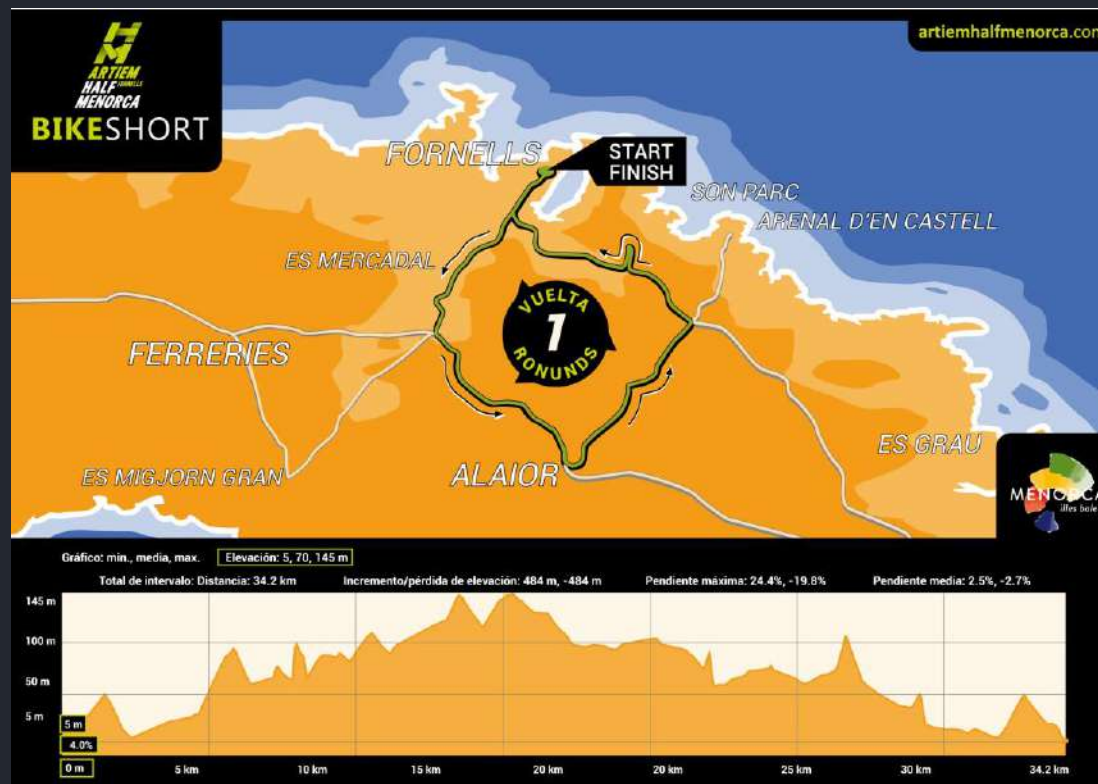 HM
ARTIEM
HALF FORNELLS
MENORCA
BIKESHORT
artiemhalfmenorca.com
FORNELLS
START
FINISH
SON PARC
ARENAL D'EN CASTELL
ES MERCADAL
VUELTA
1
RONUNDS
FERRERIES
ES MIGJORN GRAN
ALAIOR
ES GRAU
MENORCA
illes bale
Gráfico: min., media, max. Elevación: 5, 70, 145 m
Total de intervalo: Distancia: 34.2 km Incremento/pérdida de elevación: 484 m, -484 m Pendiente máxima: 24.4%, -19.8% Pendiente media: 2.5%, -2.7%
145 m
100 m
50 m
5 m
5 m
4.0%
0 m 5 km 10 km 15 km 20 km 20 km 25 km 30 km 34.2 km